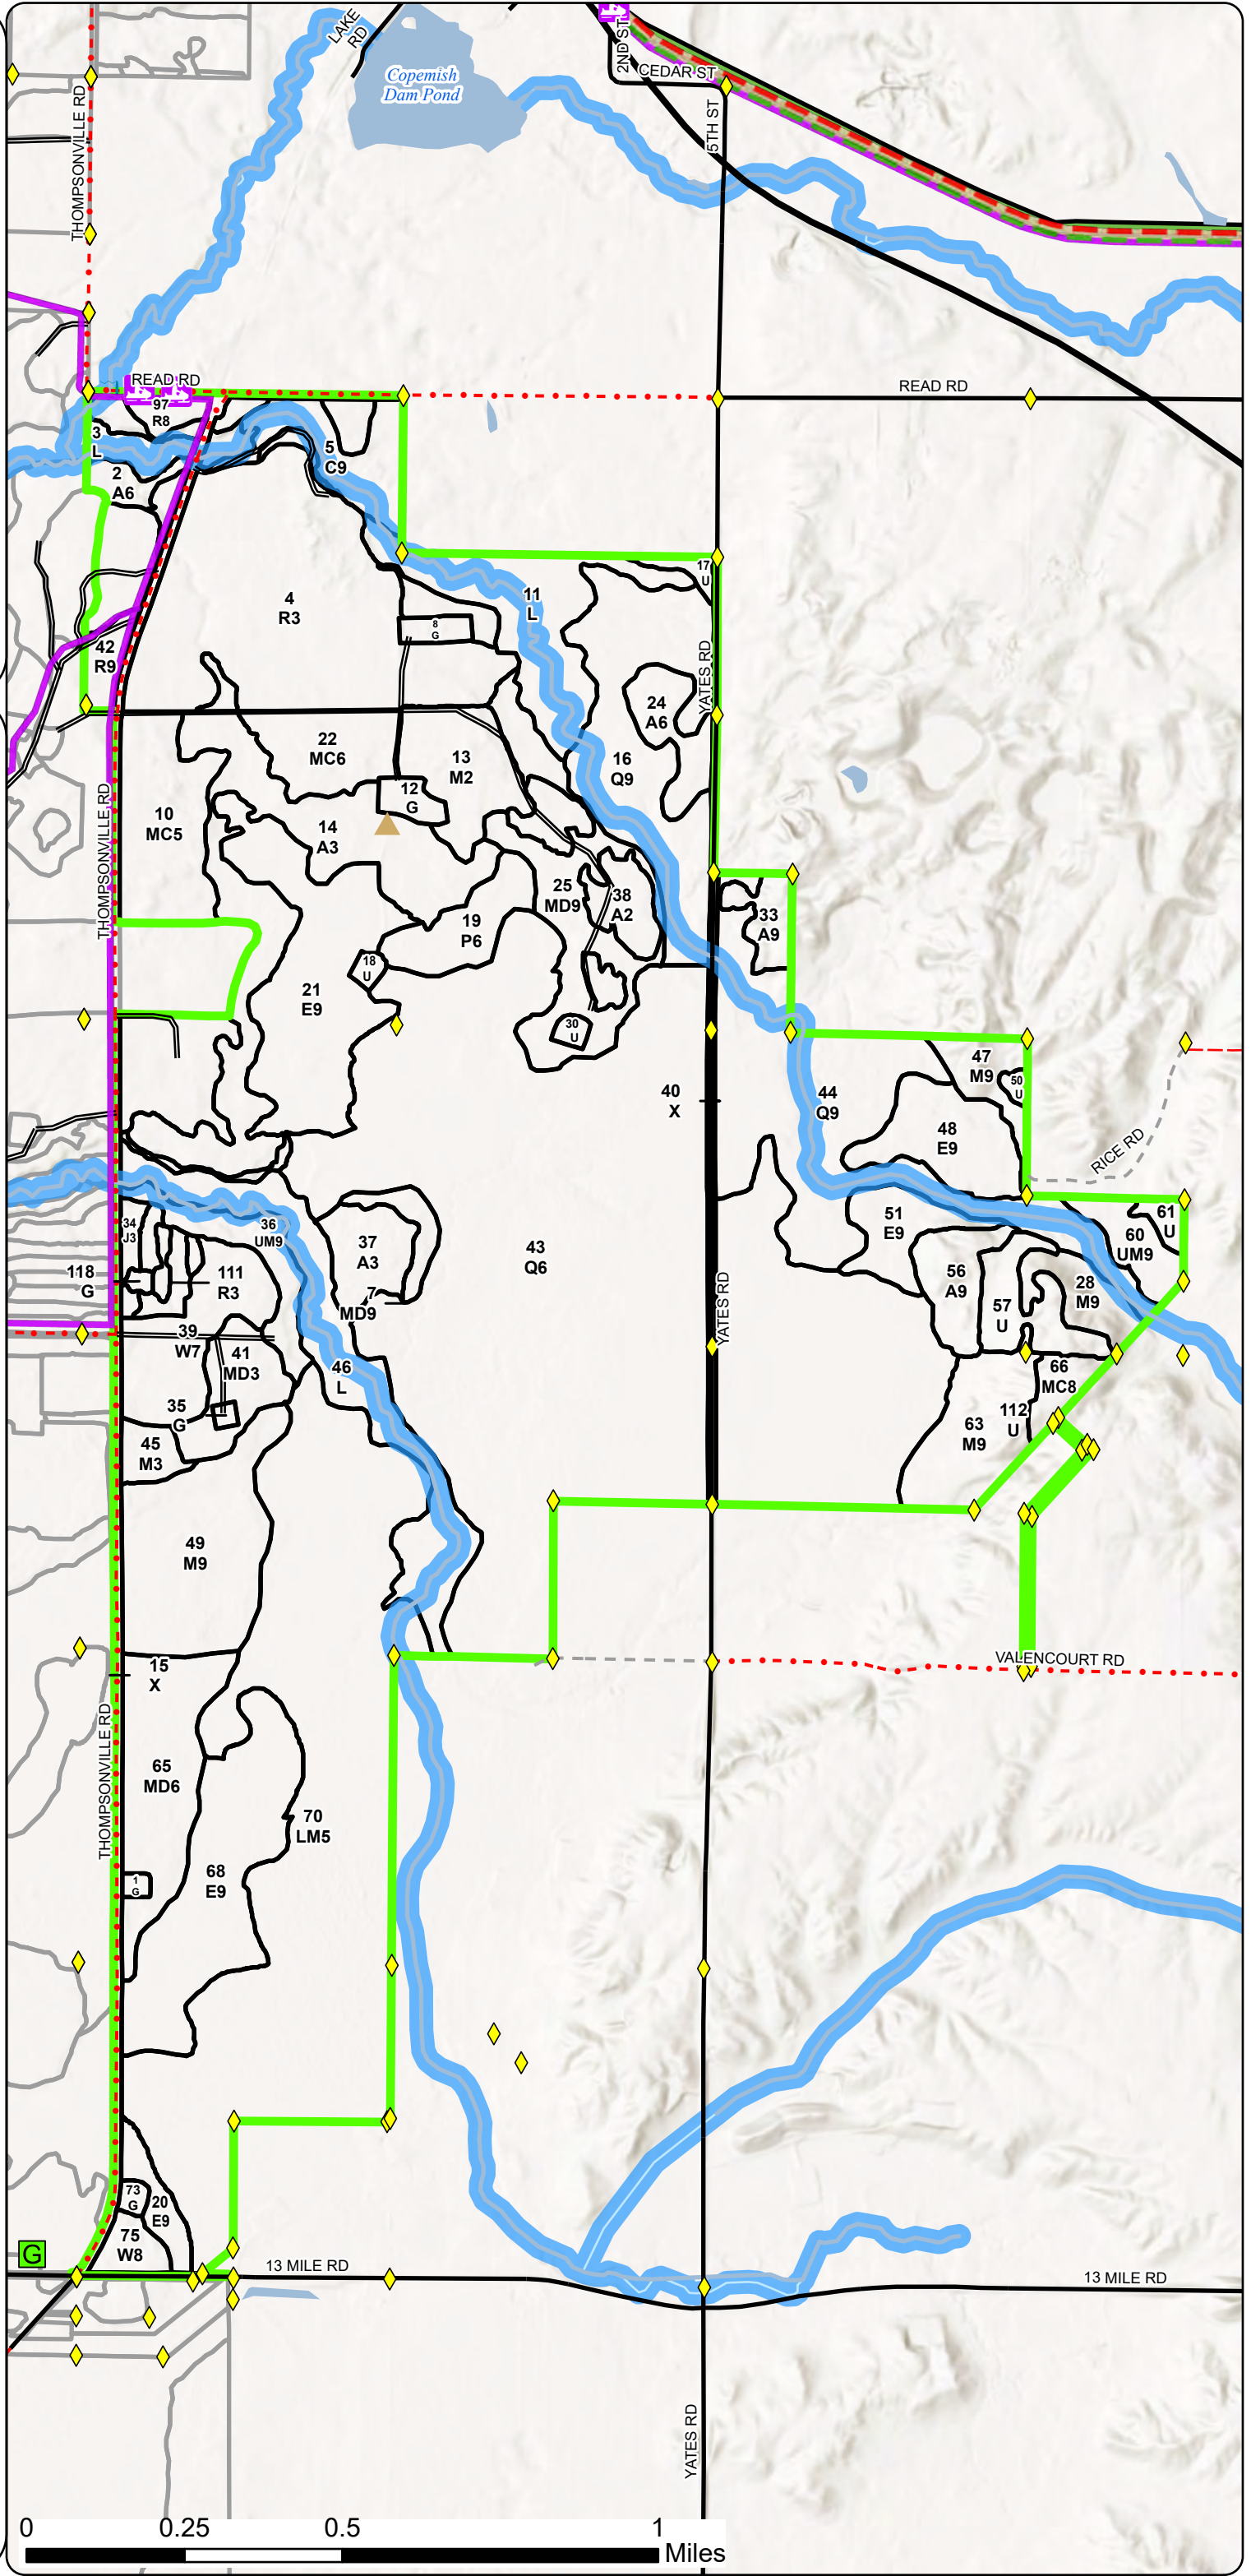 LAKE
RD
Copemish
Dam Pond
2ND ST
CEDAR ST
5TH ST
THOMPSONVILLE RD
READ RD
READ RD
97
R8
3
L
2
A6
5
C9
4
R3
11
L
17
U
8
G
42
R9
YATES RD
24
A6
22
MC6
13
M2
16
Q9
12
G
10
MC5
14
A3
THOMPSONVILLE RD
25
MD9
38
A2
33
A9
19
P6
18
U
21
E9
30
U
47
M9
50
U
40
X
44
Q9
48
E9
RICE RD
34
J3
36
UM9
37
A3
43
Q6
51
E9
61
U
60
UM9
118
G
111
R3
7
MD9
56
A9
28
M9
57
U
YATES RD
39
W7
41
MD3
46
L
66
MC8
35
G
112
U
63
M9
45
M3
49
M9
VALENCOURT RD
15
X
THOMPSONVILLE RD
65
MD6
70
LM5
68
E9
1
G
73
G
20
E9
75
W8
G
13 MILE RD
13 MILE RD
YATES RD
0 0.25 0.5 1
Miles